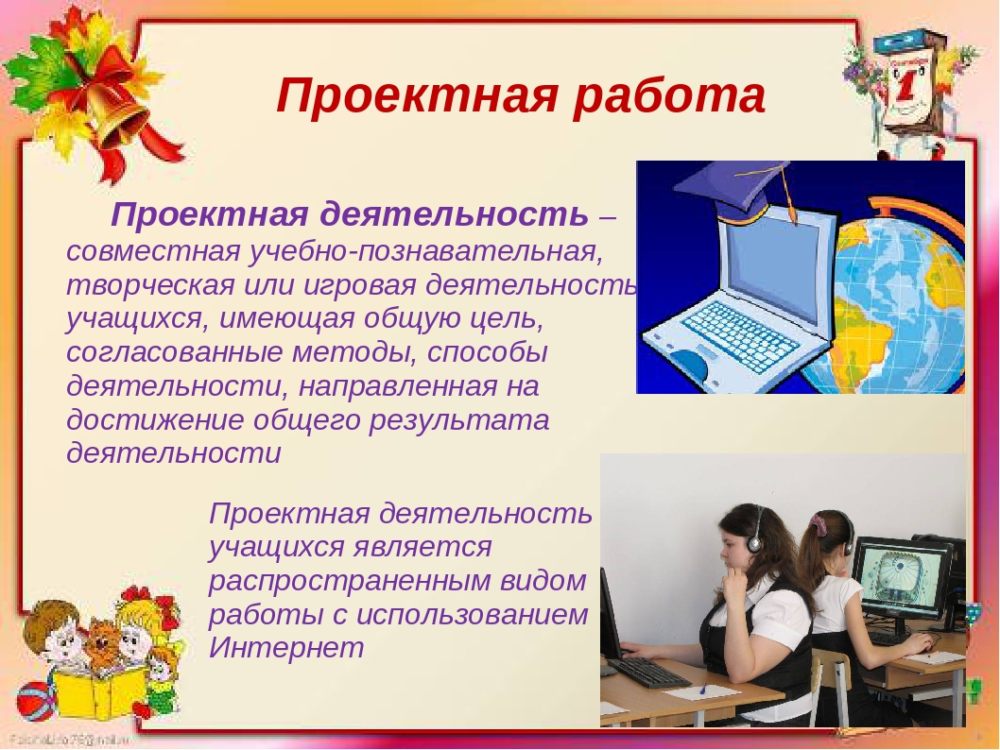 Проектная работа
Сентября
1
Проектная деятельность –
совместная учебно-познавательная,
творческая или игровая деятельность
учащихся, имеющая общую цель,
согласованные методы, способы
деятельности, направленная на
достижение общего результата
деятельности
Проектная деятельность
учащихся является
распространенным видом
работы с использованием
Интернет